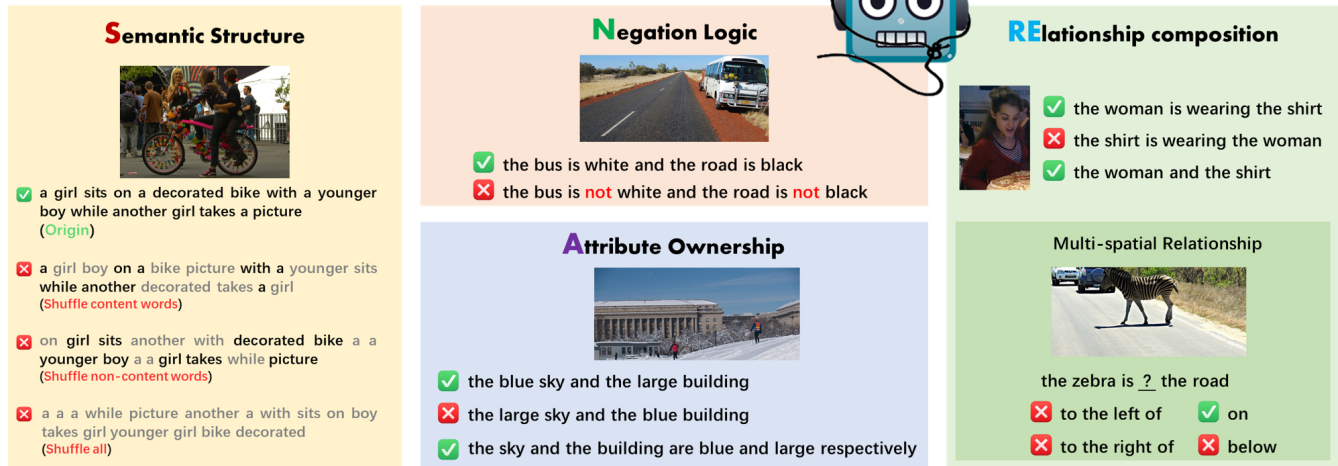 Semantic Structure
a girl sits on a decorated bike with a younger
boy while another girl takes a picture
(Origin)
a girl boy on a bike picture with a younger sits
while another decorated takes a girl
(Shuffle content words)
on girl sits another with decorated bike a a
younger boy a a girl takes while picture
(Shuffle non-content words)
a a a while picture another a with sits on boy
takes girl younger girl bike decorated
(Shuffle all)
Negation Logic
the bus is white and the road is black
the bus is not white and the road is not black
Attribute Ownership
the blue sky and the large building
the large sky and the blue building
the sky and the building are blue and large respectively
RElationship composition
the woman is wearing the shirt
the shirt is wearing the woman
the woman and the shirt
Multi-spatial Relationship
the zebra is ? the road
to the left of
on
to the right of
below